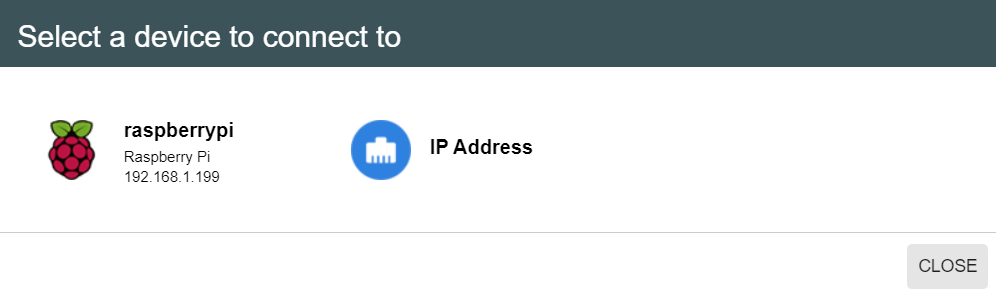 Select a device to connect to
raspberrypi
Raspberry Pi
192.168.1.199
IP Address
CLOSE